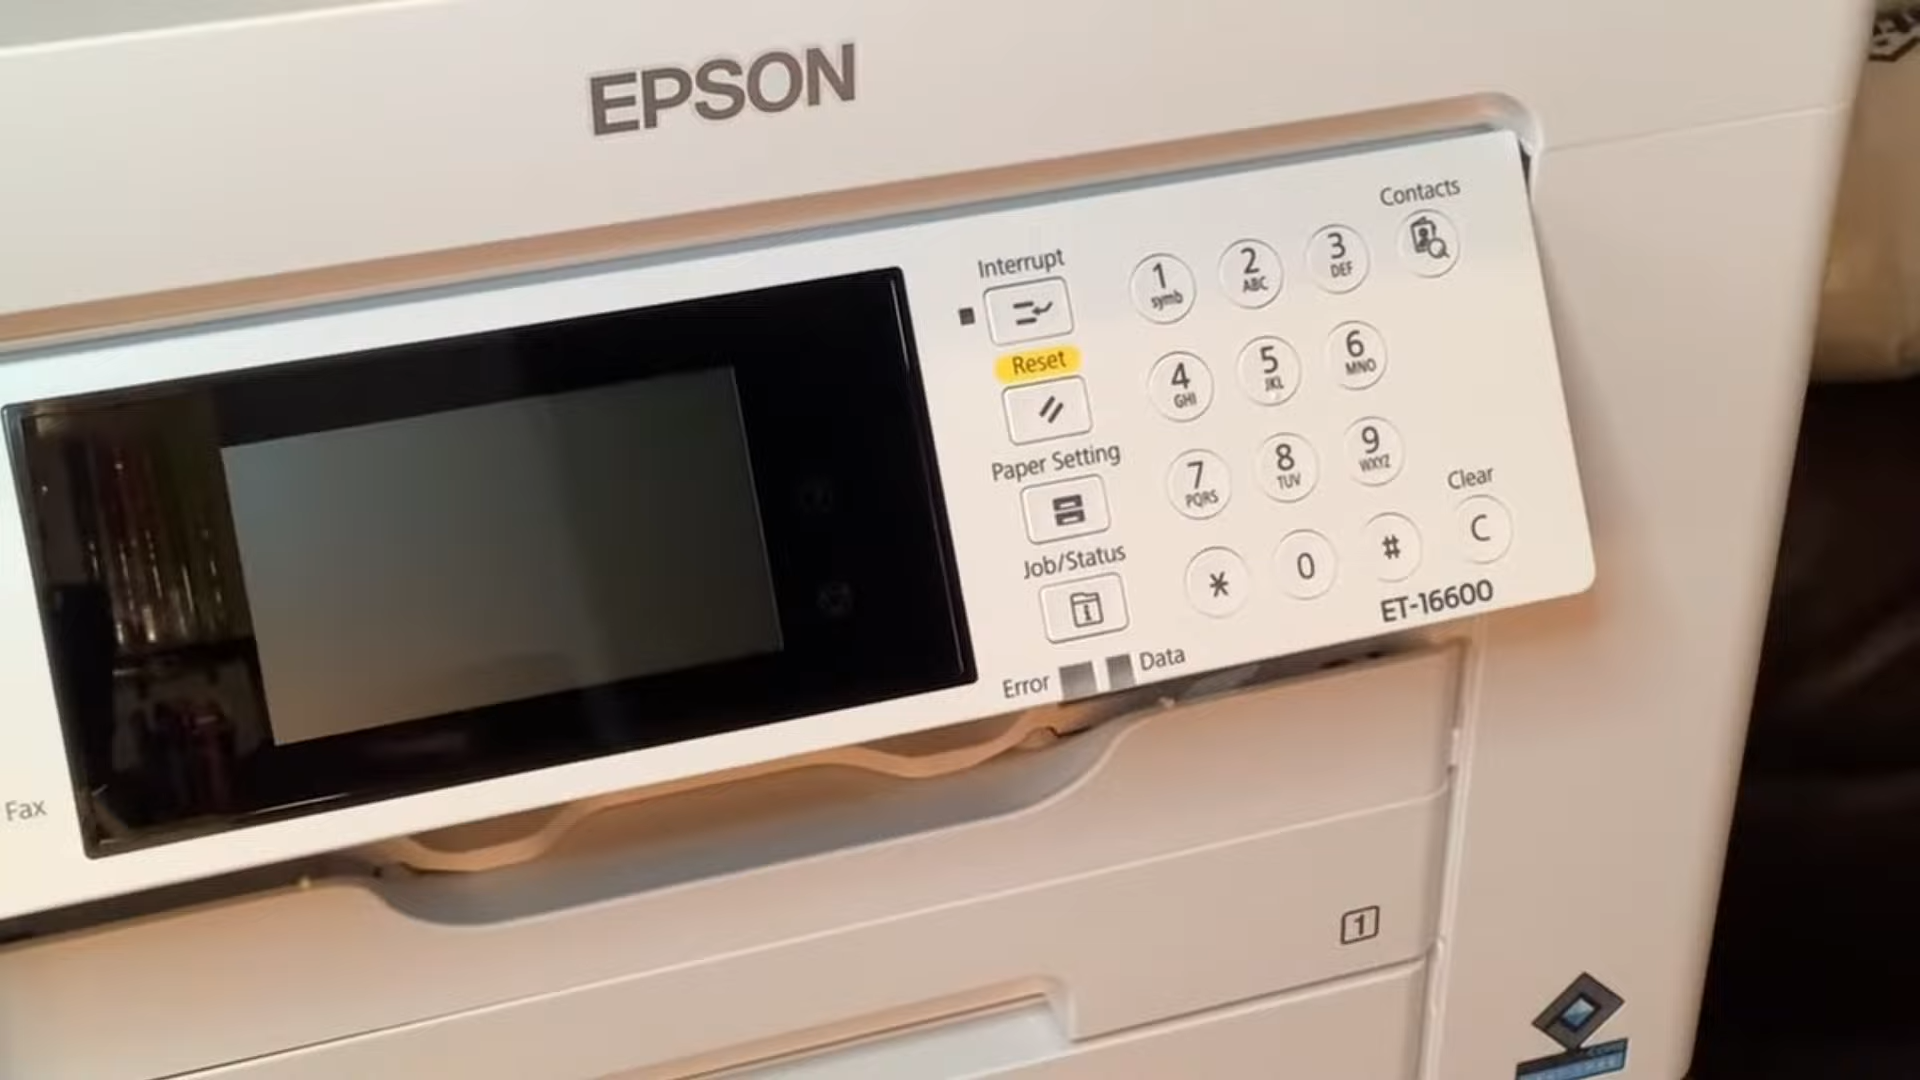 EPSON
Contacts
Interrupt
1 symb
2 ABC
3 DEF
Reset
4 GHI
5 JKL
6 MNO
Paper Setting
7 PQRS
8 TUV
9 WXYZ
Clear
Job/Status
* 0 # C
ET-16600
Error
Data
Fax
1